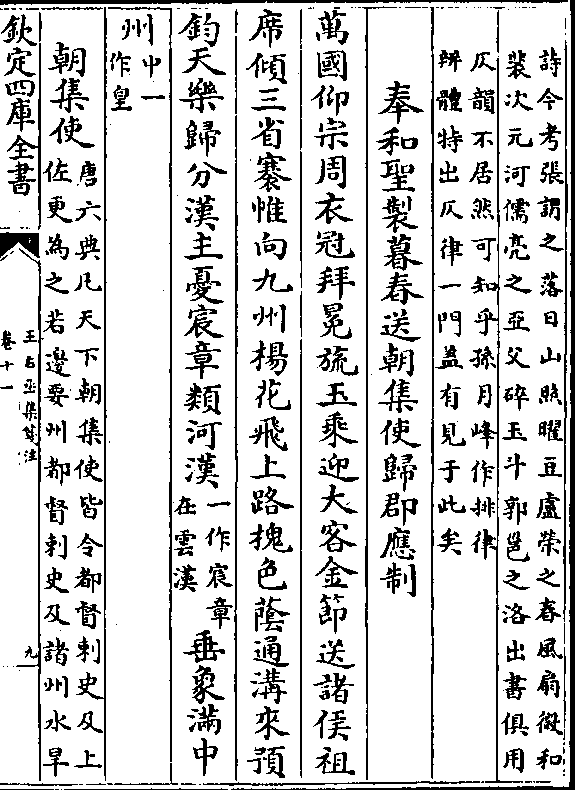 詩今考張謂之落日山照曜豆盧榮之春風扇微和
裴次元河儒亮之亞父碎玉斗郭邕之洛出書俱用
仄韻不居然可知乎孫月峰作排律
辨體特出仄律一門葢有見于此矣
奉和聖製暮春送朝集使歸郡應制
萬國仰宗周衣冠拜冕旒玉乘迎大客金節送諸侯祖
席傾三省褰帷向九州楊花飛上路槐色蔭通溝來預
鈞天樂歸分漢主憂宸章類河漢
一作宸章
在雲漢
垂象滿中
州
中一
作皇
朝集使
唐六典凡天下朝集使皆令都督刺史及上
佐更為之若邊要州都督刺史及諸州水旱
欽定四庫全書
王右丞集箋注
卷十一
九